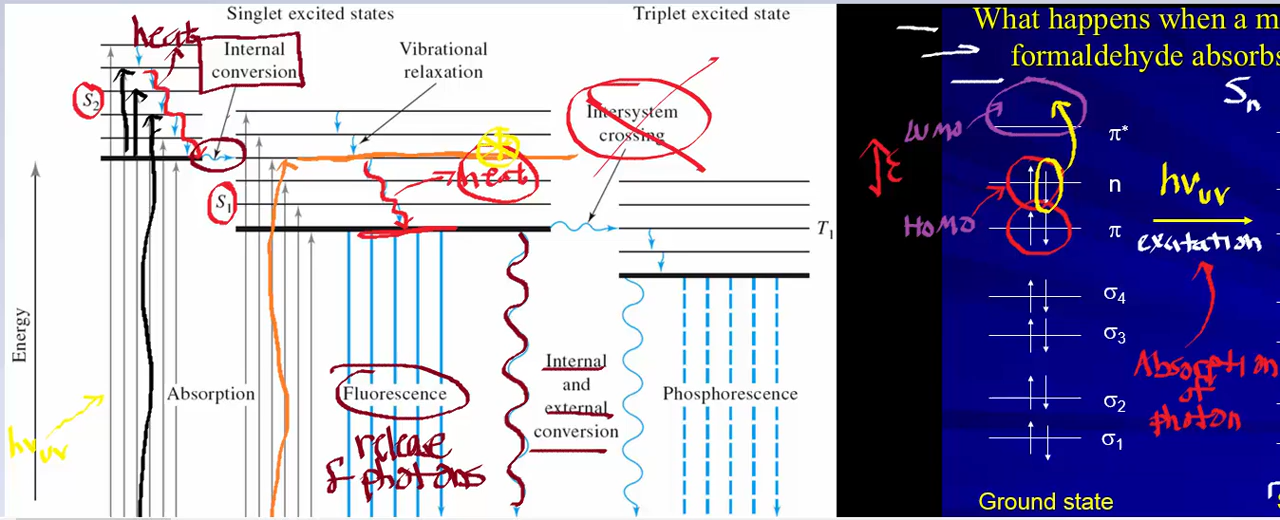 Singlet excited states
Triplet excited state
heat
Internal
conversion
Vibrational
relaxation
Intersystem
crossing
S2
heat
S1
T1
Energy
Absorption
hνuv
Fluorescence
release
of photons
Internal
and
external
conversion
Phosphorescence
What happens when a m
formaldehyde absorbs
Sn
LUMO
π*
ε
n
HOMO
π
hνuv
excitation
σ4
σ3
Absorption
of
photon
σ2
σ1
Ground state